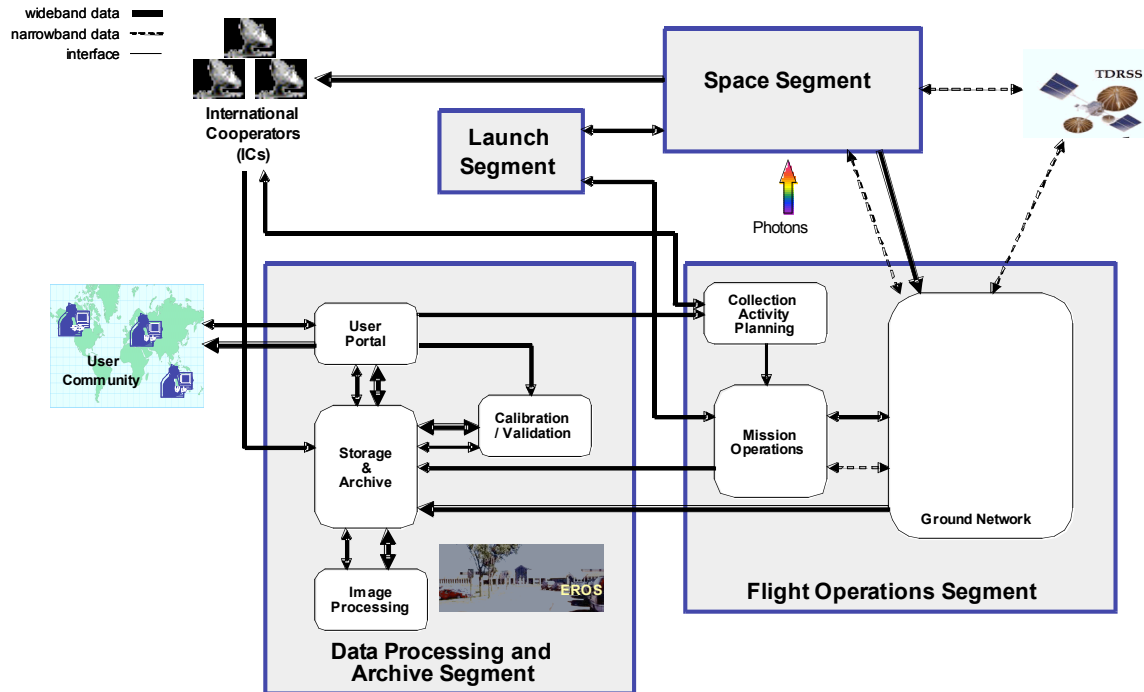 wideband data
narrowband data
interface
International
Cooperators
(ICs)
Space Segment
TDRSS
Launch
Segment
Photons
User
Community
User
Portal
Calibration
/ Validation
Storage
&
Archive
Image
Processing
EROS
Data Processing and
Archive Segment
Collection
Activity
Planning
Mission
Operations
Ground Network
Flight Operations Segment